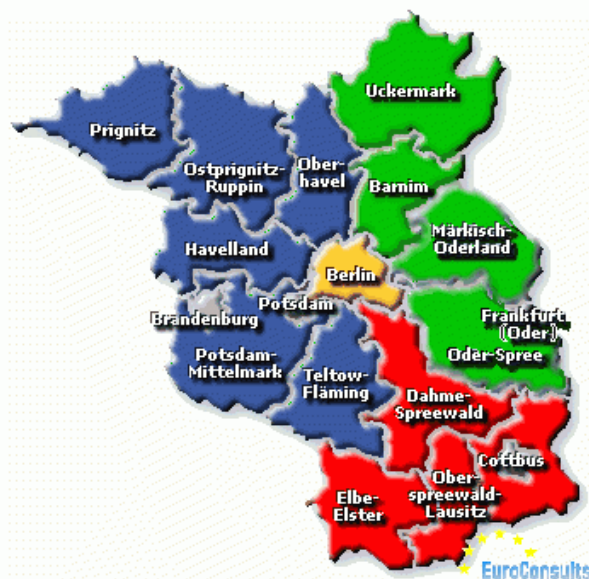 Uckermark
Prignitz
Ostprignitz-
Ruppin
Ober-
havel
Barnim
Märkisch-
Oderland
Havelland
Berlin
Potsdam
Brandenburg
Frankfurt
(Oder)
Oder-Spree
Potsdam-
Mittelmark
Teltow-
Fläming
Dahme-
Spreewald
Cottbus
Ober-
spreewald-
Lausitz
Elbe-
Elster
EuroConsults